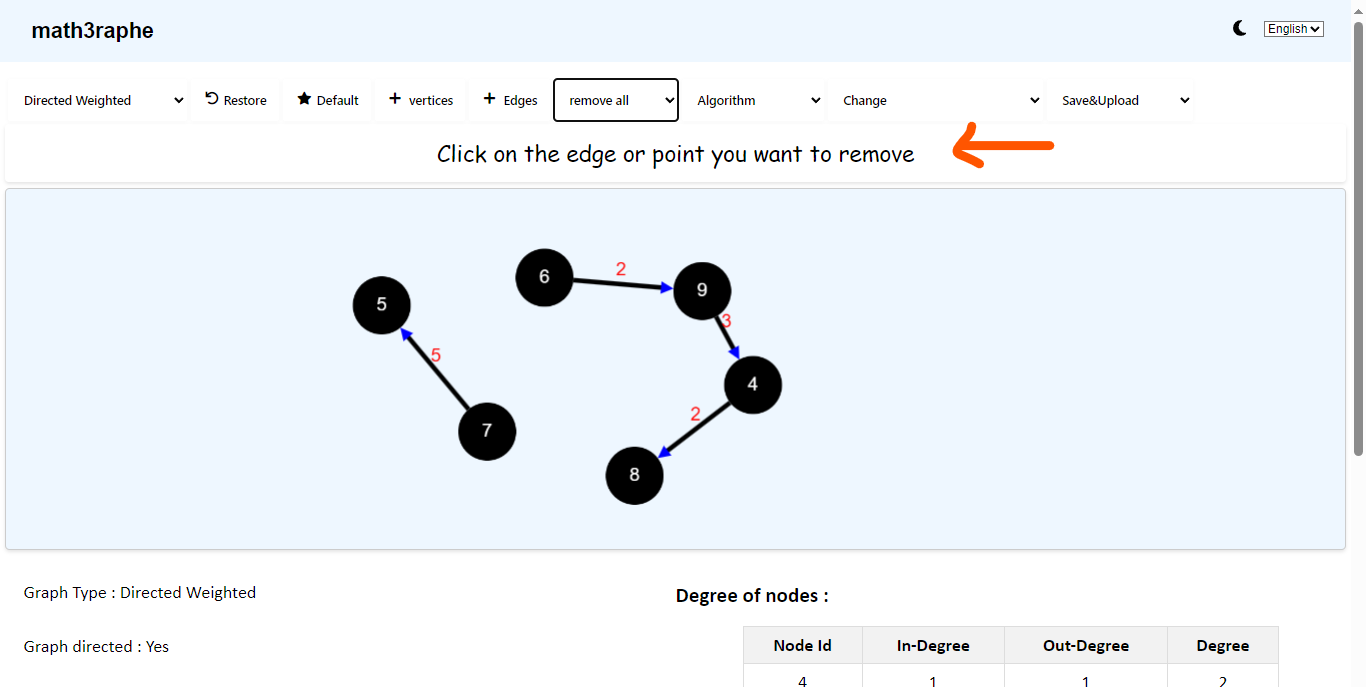 math3raphe
English
Directed Weighted Restore Default + vertices + Edges remove all Algorithm Change Save&Upload
Click on the edge or point you want to remove
6 2 9
5
3
5
4
2
7
8
Graph Type : Directed Weighted
Degree of nodes :
Graph directed : Yes
Node Id In-Degree Out-Degree Degree
4 1 1 2